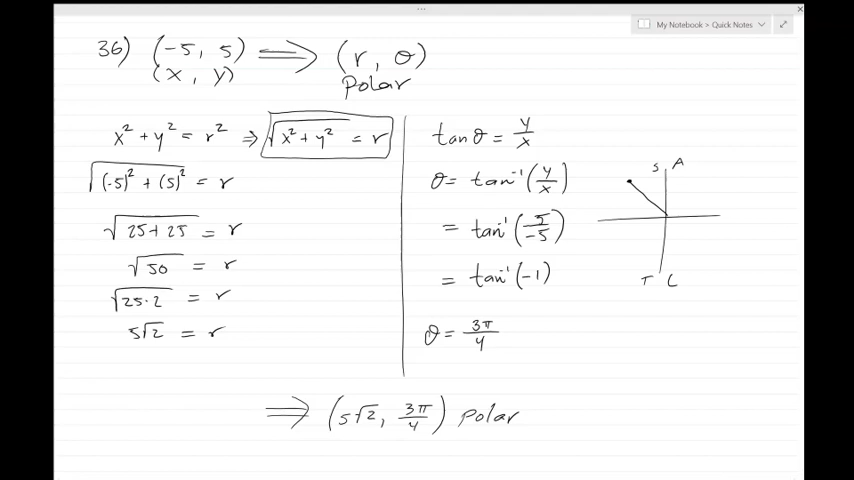 My Notebook > Quick Notes
36) (-5, 5) ⟹ (r, θ)
(x, y) Polar
x² + y² = r² ⇒ √(x² + y²) = r
√((-5)² + (5)²) = r
√(25+25) = r
√50 = r
√(25·2) = r
5√2 = r
tanθ = y/x
θ = tan⁻¹(y/x)
= tan⁻¹(5/-5)
= tan⁻¹(-1)
θ = 3π/4
S A
T C
⟹ (5√2, 3π/4) polar